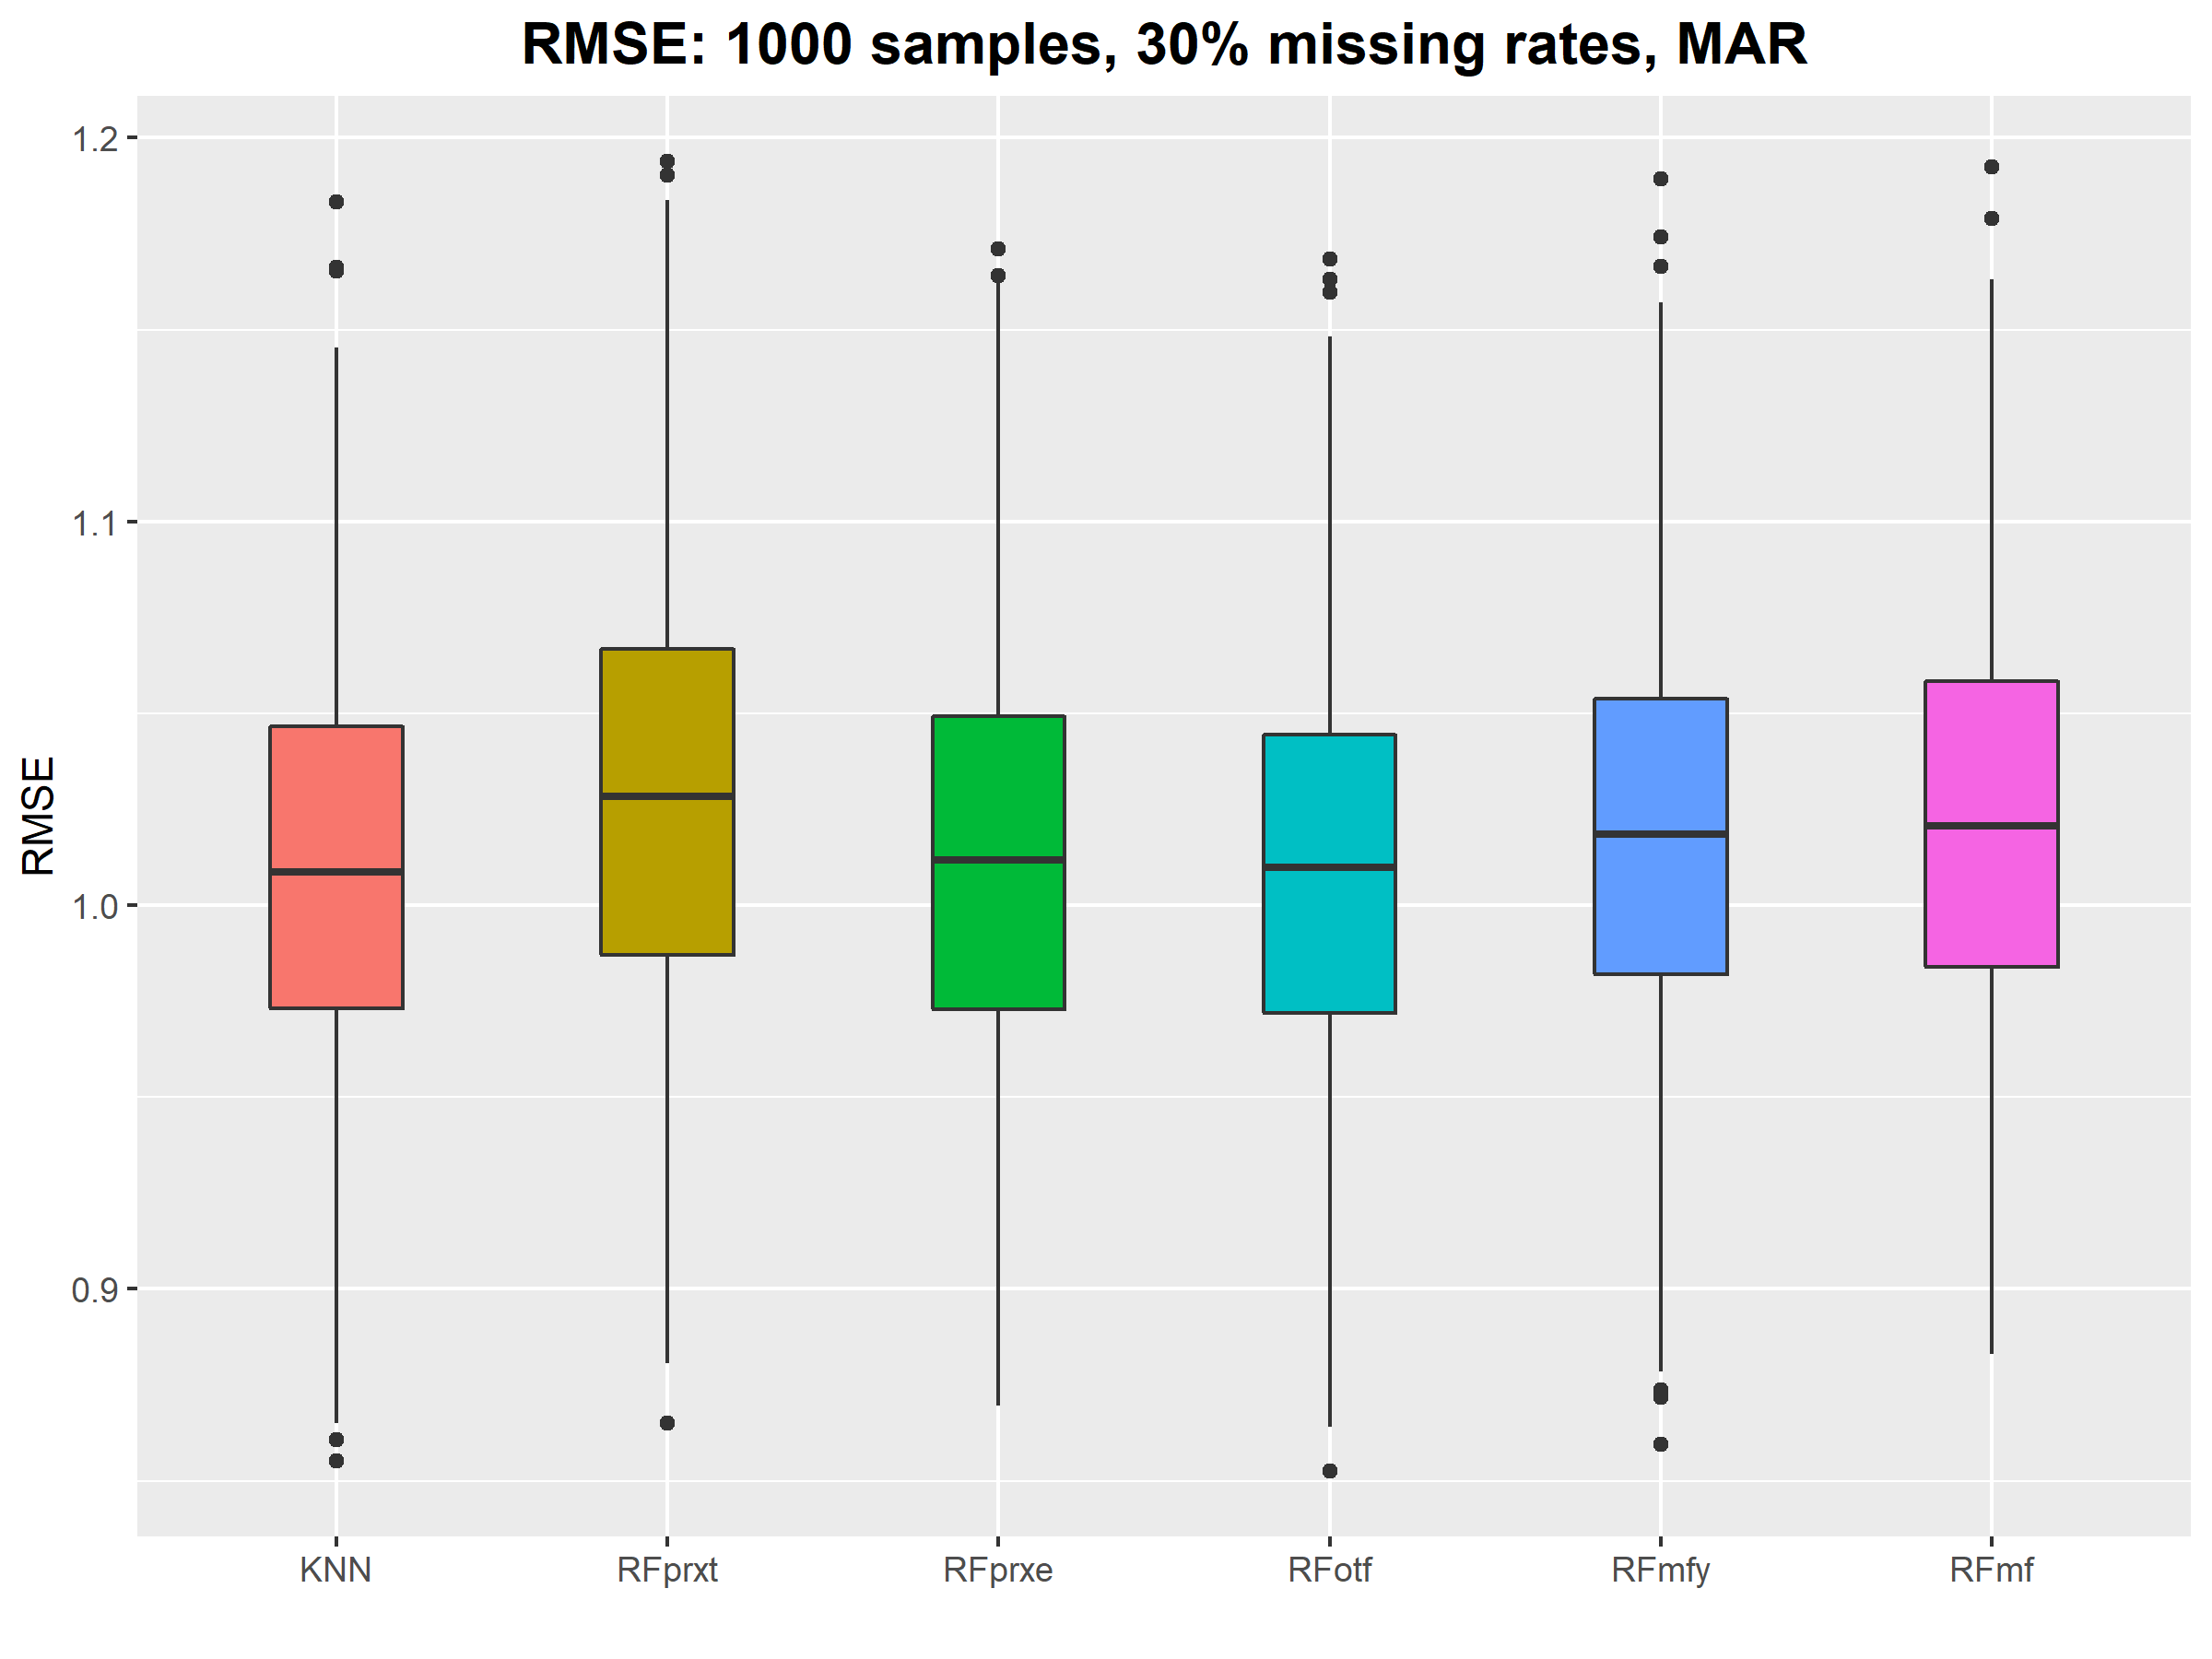 RMSE: 1000 samples, 30% missing rates, MAR
1.2
1.1
1.0
0.9
RMSE
KNN RFprxt RFprxe RFotf RFmfy RFmf